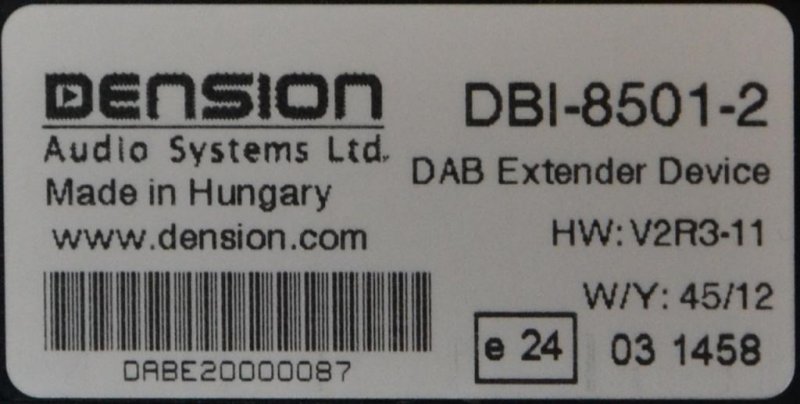 DENSION
Audio Systems Ltd.
Made in Hungary
www.dension.com
DABE20000087
DBI-8501-2
DAB Extender Device
HW: V2R3-11
W/Y: 45/12
e 24 03 1458